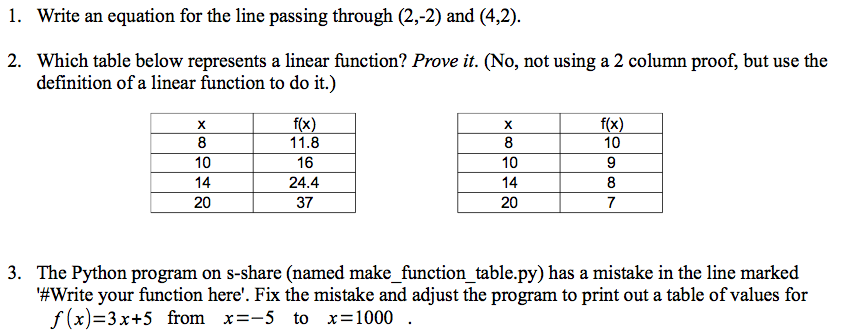 1. Write an equation for the line passing through (2,-2) and (4,2).
2. Which table below represents a linear function? Prove it. (No, not using a 2 column proof, but use the
definition of a linear function to do it.)
x f(x)
8 11.8
10 16
14 24.4
20 37
x f(x)
8 10
10 9
14 8
20 7
3. The Python program on s-share (named make_function_table.py) has a mistake in the line marked
'#Write your function here'. Fix the mistake and adjust the program to print out a table of values for
f(x)=3x+5 from x=-5 to x=1000 .